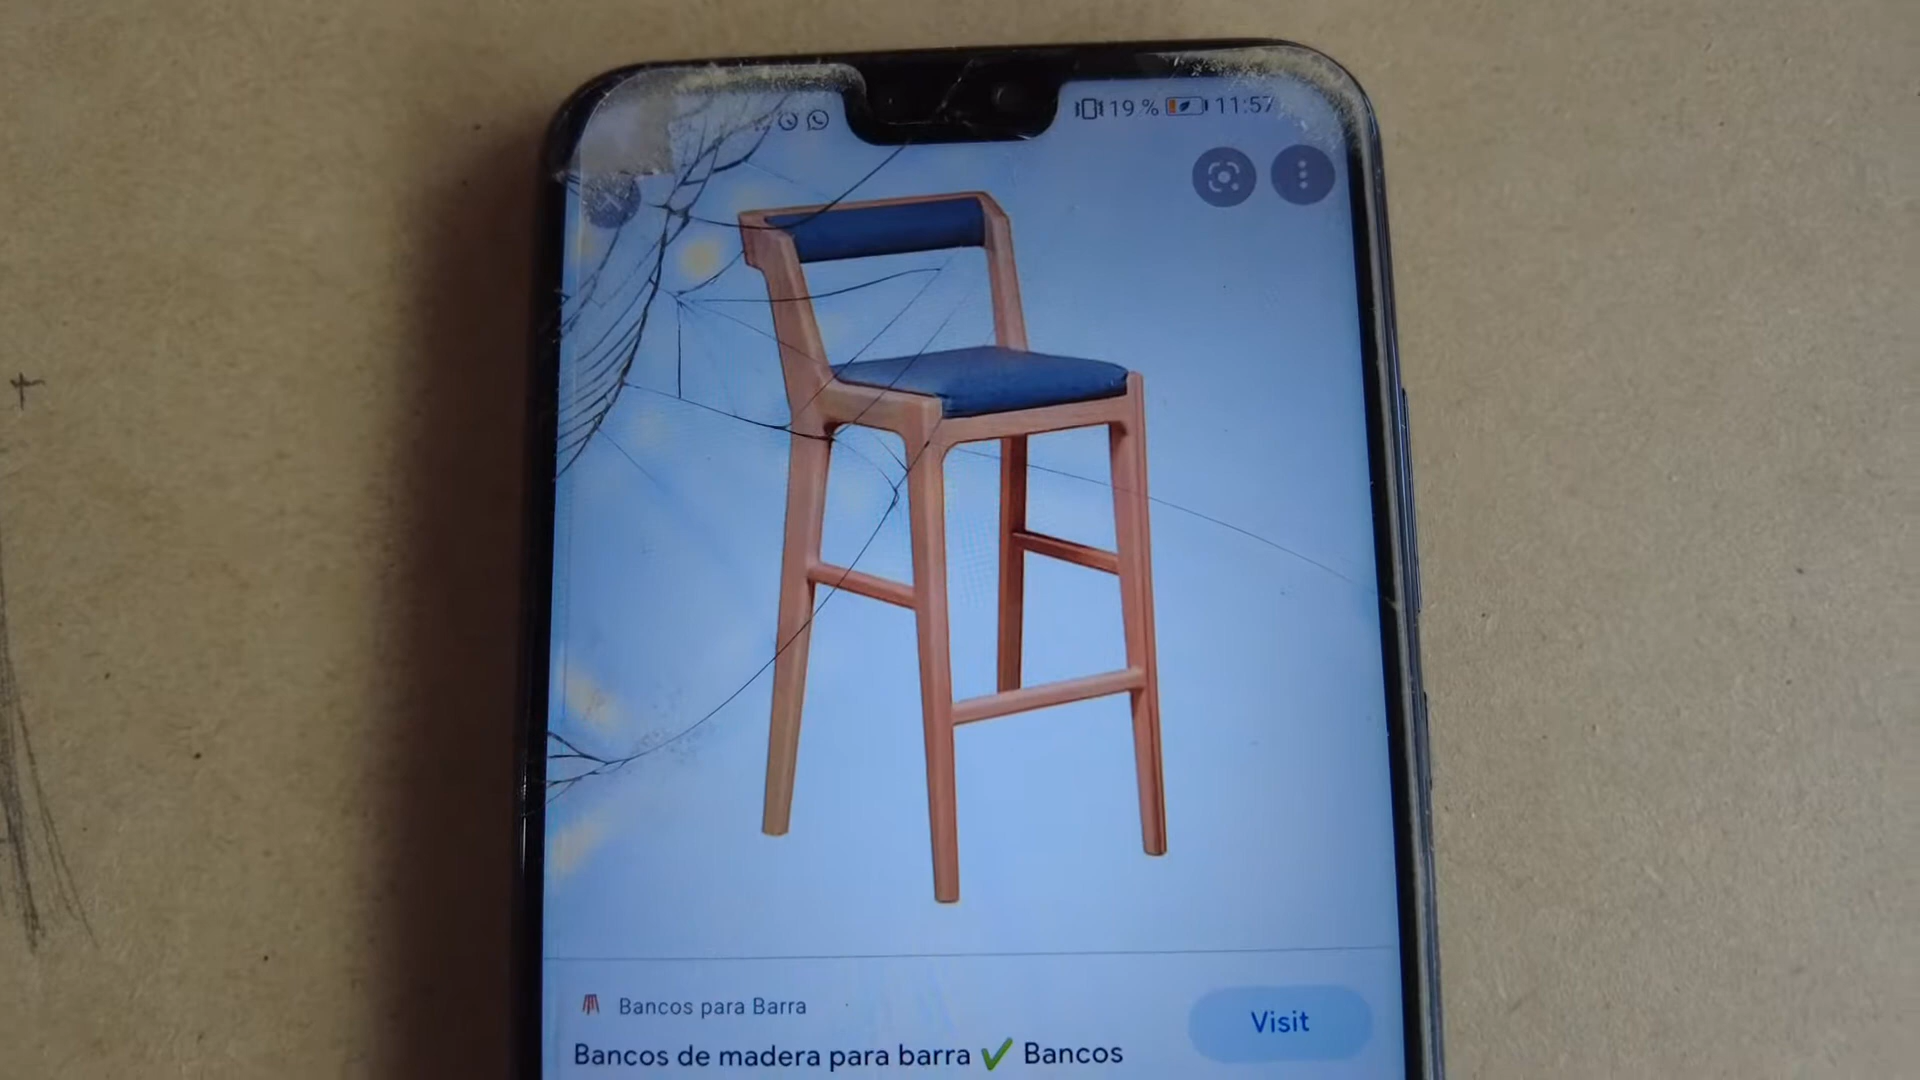 19 % 11:57
Bancos para Barra
Visit
Bancos de madera para barra ✔ Bancos